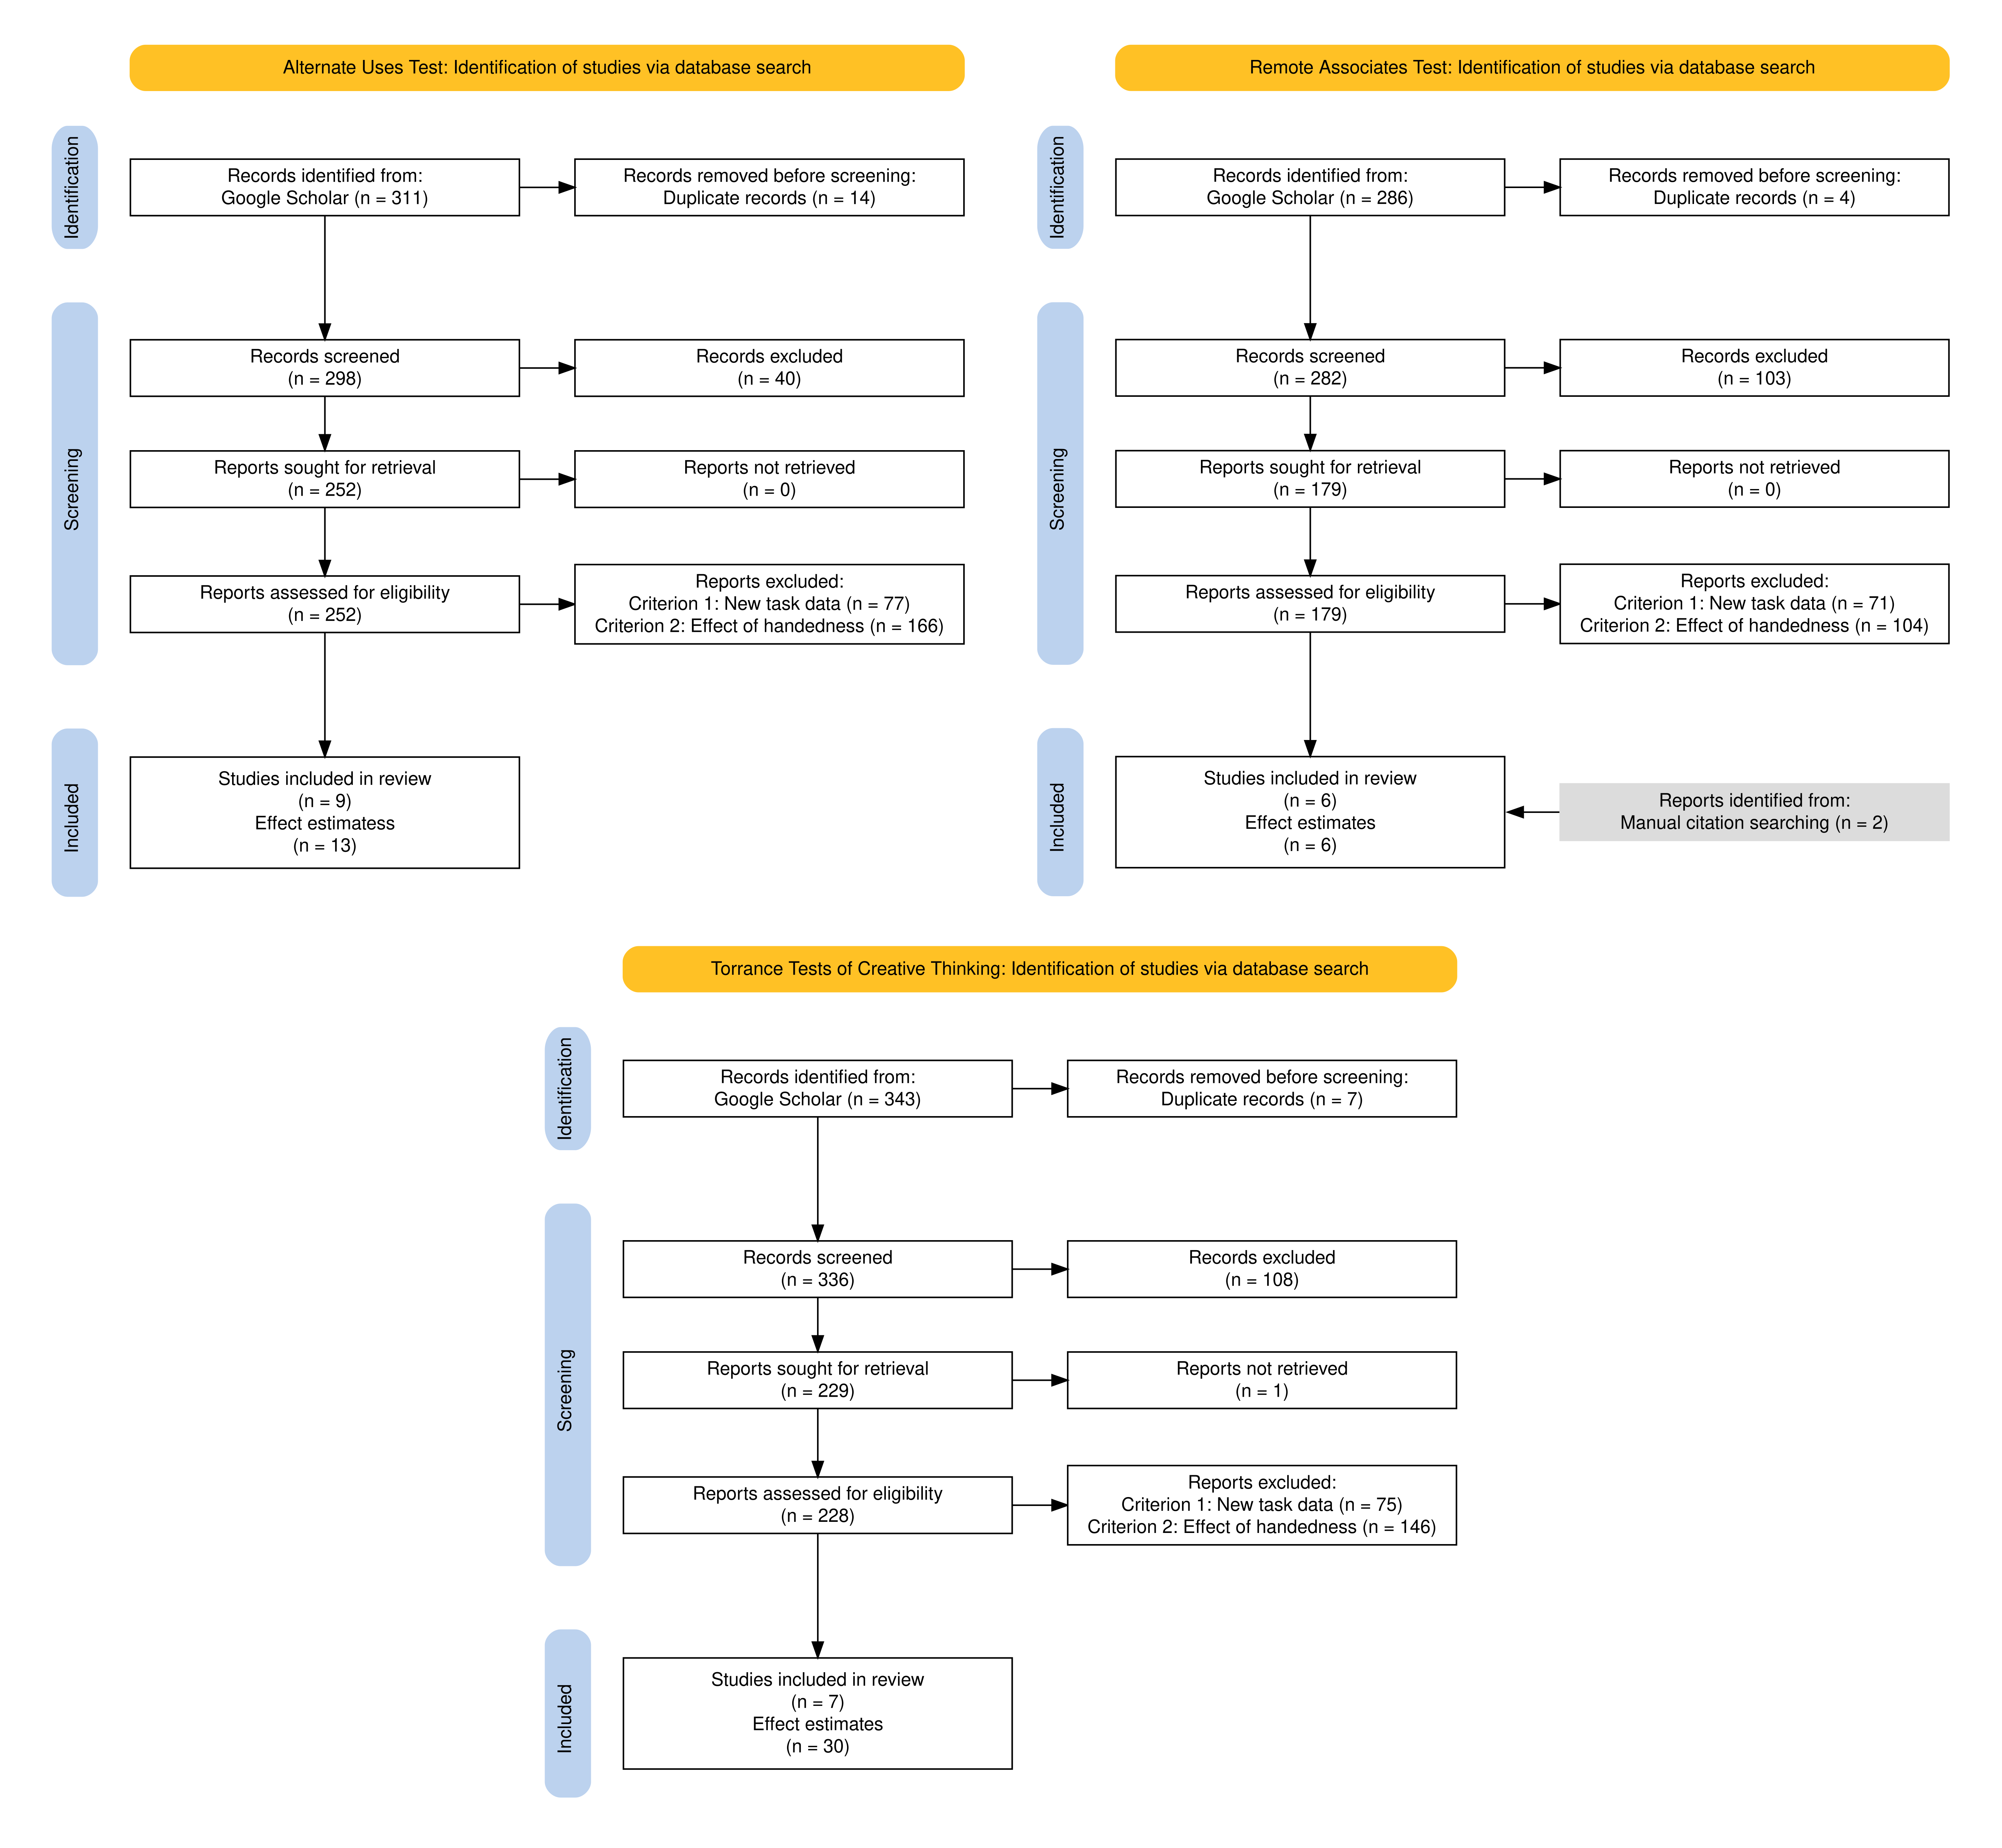 Alternate Uses Test: Identification of studies via database search
Identification
Records identified from:
Google Scholar (n = 311)
Records removed before screening:
Duplicate records (n = 14)
Screening
Records screened
(n = 298)
Records excluded
(n = 40)
Reports sought for retrieval
(n = 252)
Reports not retrieved
(n = 0)
Reports assessed for eligibility
(n = 252)
Reports excluded:
Criterion 1: New task data (n = 77)
Criterion 2: Effect of handedness (n = 166)
Included
Studies included in review
(n = 9)
Effect estimatess
(n = 13)
Remote Associates Test: Identification of studies via database search
Identification
Records identified from:
Google Scholar (n = 286)
Records removed before screening:
Duplicate records (n = 4)
Screening
Records screened
(n = 282)
Records excluded
(n = 103)
Reports sought for retrieval
(n = 179)
Reports not retrieved
(n = 0)
Reports assessed for eligibility
(n = 179)
Reports excluded:
Criterion 1: New task data (n = 71)
Criterion 2: Effect of handedness (n = 104)
Included
Studies included in review
(n = 6)
Effect estimates
(n = 6)
Reports identified from:
Manual citation searching (n = 2)
Torrance Tests of Creative Thinking: Identification of studies via database search
Identification
Records identified from:
Google Scholar (n = 343)
Records removed before screening:
Duplicate records (n = 7)
Screening
Records screened
(n = 336)
Records excluded
(n = 108)
Reports sought for retrieval
(n = 229)
Reports not retrieved
(n = 1)
Reports assessed for eligibility
(n = 228)
Reports excluded:
Criterion 1: New task data (n = 75)
Criterion 2: Effect of handedness (n = 146)
Included
Studies included in review
(n = 7)
Effect estimates
(n = 30)